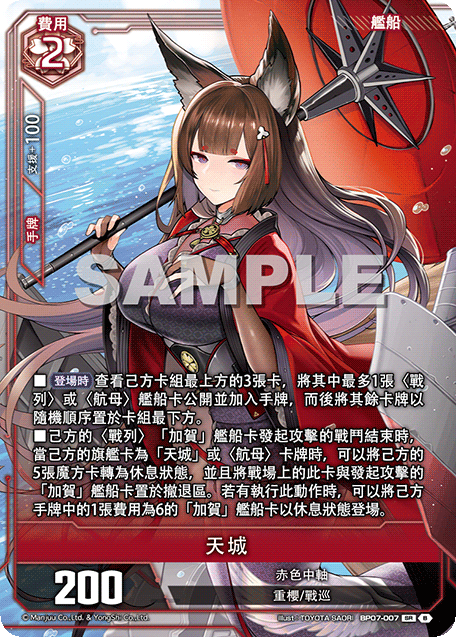 費用
艦船
2
支援+100
手牌
SAMPLE
■ 登場時 查看己方卡組最上方的3張卡，將其中最多1張〈戰
列〉或〈航母〉艦船卡公開並加入手牌，而後將其餘卡牌以
隨機順序置於卡組最下方。
■己方的〈戰列〉「加賀」艦船卡發起攻擊的戰鬥結束時，
當己方的旗艦卡為「天城」或〈航母〉卡牌時，可以將己方的
5張魔方卡轉為休息狀態，並且將戰場上的此卡與發起攻擊的
「加賀」艦船卡置於撤退區。若有執行此動作時，可以將己方
手牌中的1張費用為6的「加賀」艦船卡以休息狀態登場。
天城
200
赤色中軸
重櫻/戰巡
© Manjuu Co.,Ltd. & YongShi Co.,Ltd.
Illust：TOYOTA SAORI BP07-007 SR